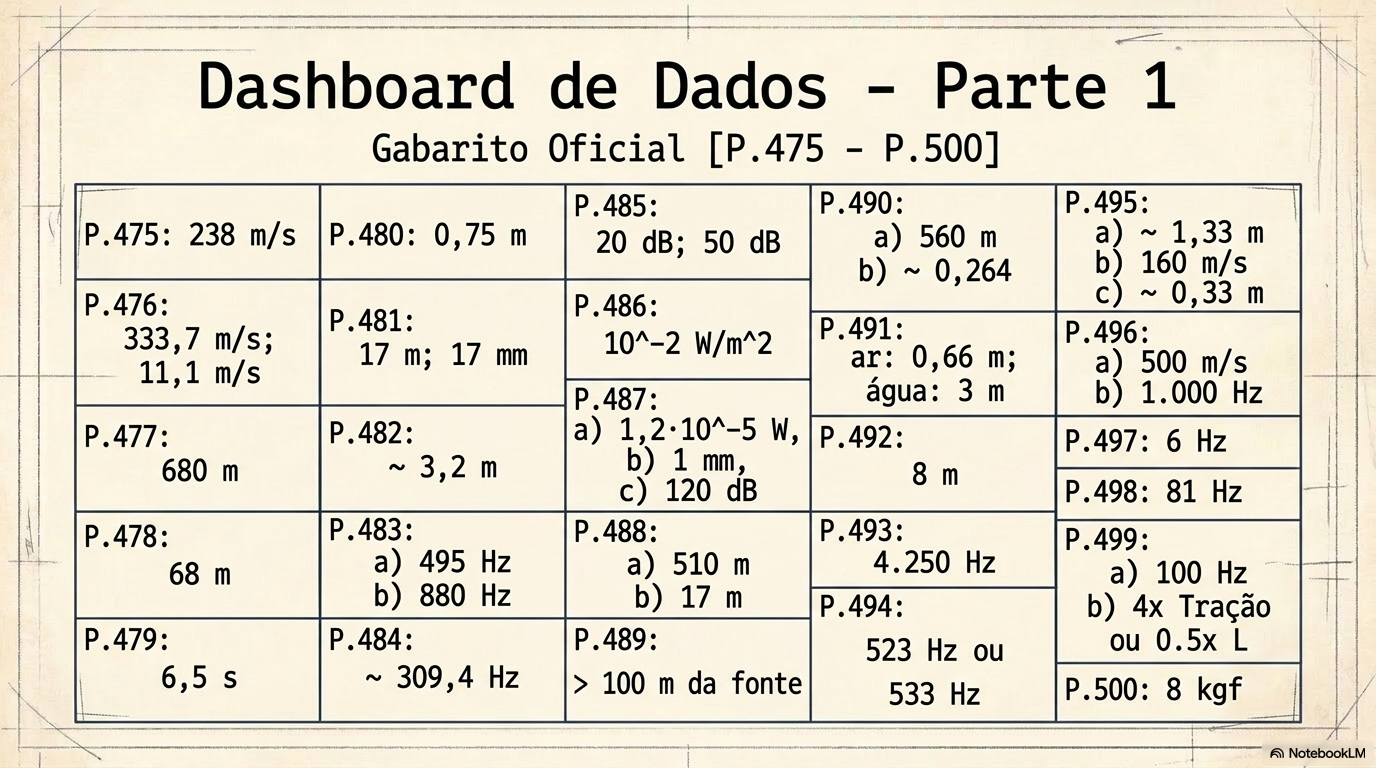 Dashboard de Dados – Parte 1
Gabarito Oficial [P.475 – P.500]
P.475: 238 m/s
P.476:
333,7 m/s;
11,1 m/s
P.477:
680 m
P.478:
68 m
P.479:
6,5 s
P.480: 0,75 m
P.481:
17 m; 17 mm
P.482:
~ 3,2 m
P.483:
a) 495 Hz
b) 880 Hz
P.484:
~ 309,4 Hz
P.485:
20 dB; 50 dB
P.486:
10^–2 W/m^2
P.487:
a) 1,2·10^–5 W,
b) 1 mm,
c) 120 dB
P.488:
a) 510 m
b) 17 m
P.489:
> 100 m da fonte
P.490:
a) 560 m
b) ~ 0,264
P.491:
ar: 0,66 m;
água: 3 m
P.492:
8 m
P.493:
4.250 Hz
P.494:
523 Hz ou
533 Hz
P.495:
a) ~ 1,33 m
b) 160 m/s
c) ~ 0,33 m
P.496:
a) 500 m/s
b) 1.000 Hz
P.497: 6 Hz
P.498: 81 Hz
P.499:
a) 100 Hz
b) 4x Tração
ou 0.5x L
P.500: 8 kgf
NotebookLM